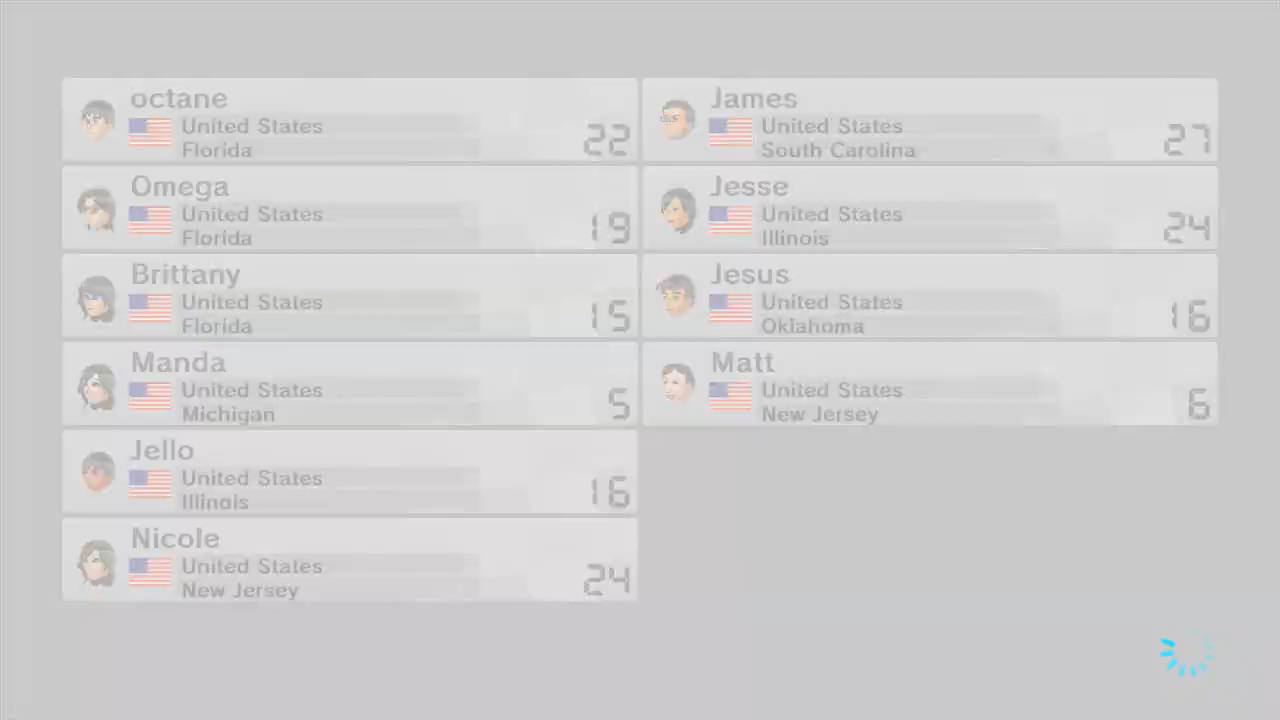 octane
United States
Florida
22
Omega
United States
Florida
19
Brittany
United States
Florida
15
Manda
United States
Michigan
5
Jello
United States
Illinois
16
Nicole
United States
New Jersey
24
James
United States
South Carolina
27
Jesse
United States
Illinois
24
Jesus
United States
Oklahoma
16
Matt
United States
New Jersey
6